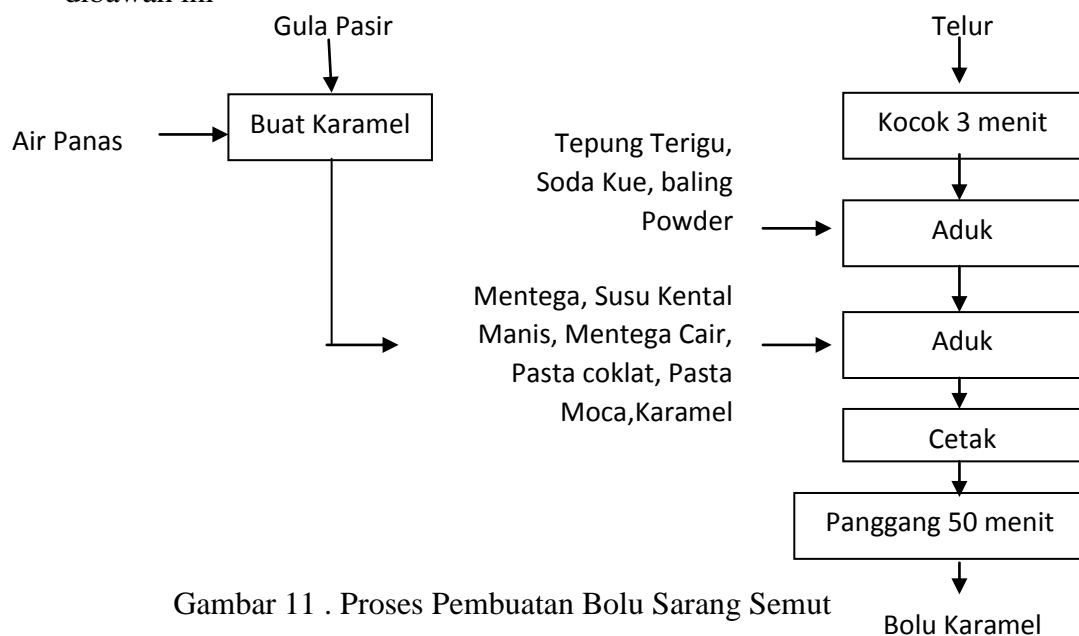 dibawah ini
Gula Pasir
Air Panas
Buat Karamel
Telur
Kocok 3 menit
Tepung Terigu,
Soda Kue, baling
Powder
Aduk
Mentega, Susu Kental
Manis, Mentega Cair,
Pasta coklat, Pasta
Moca,Karamel
Aduk
Cetak
Panggang 50 menit
Bolu Karamel
Gambar 11 . Proses Pembuatan Bolu Sarang Semut